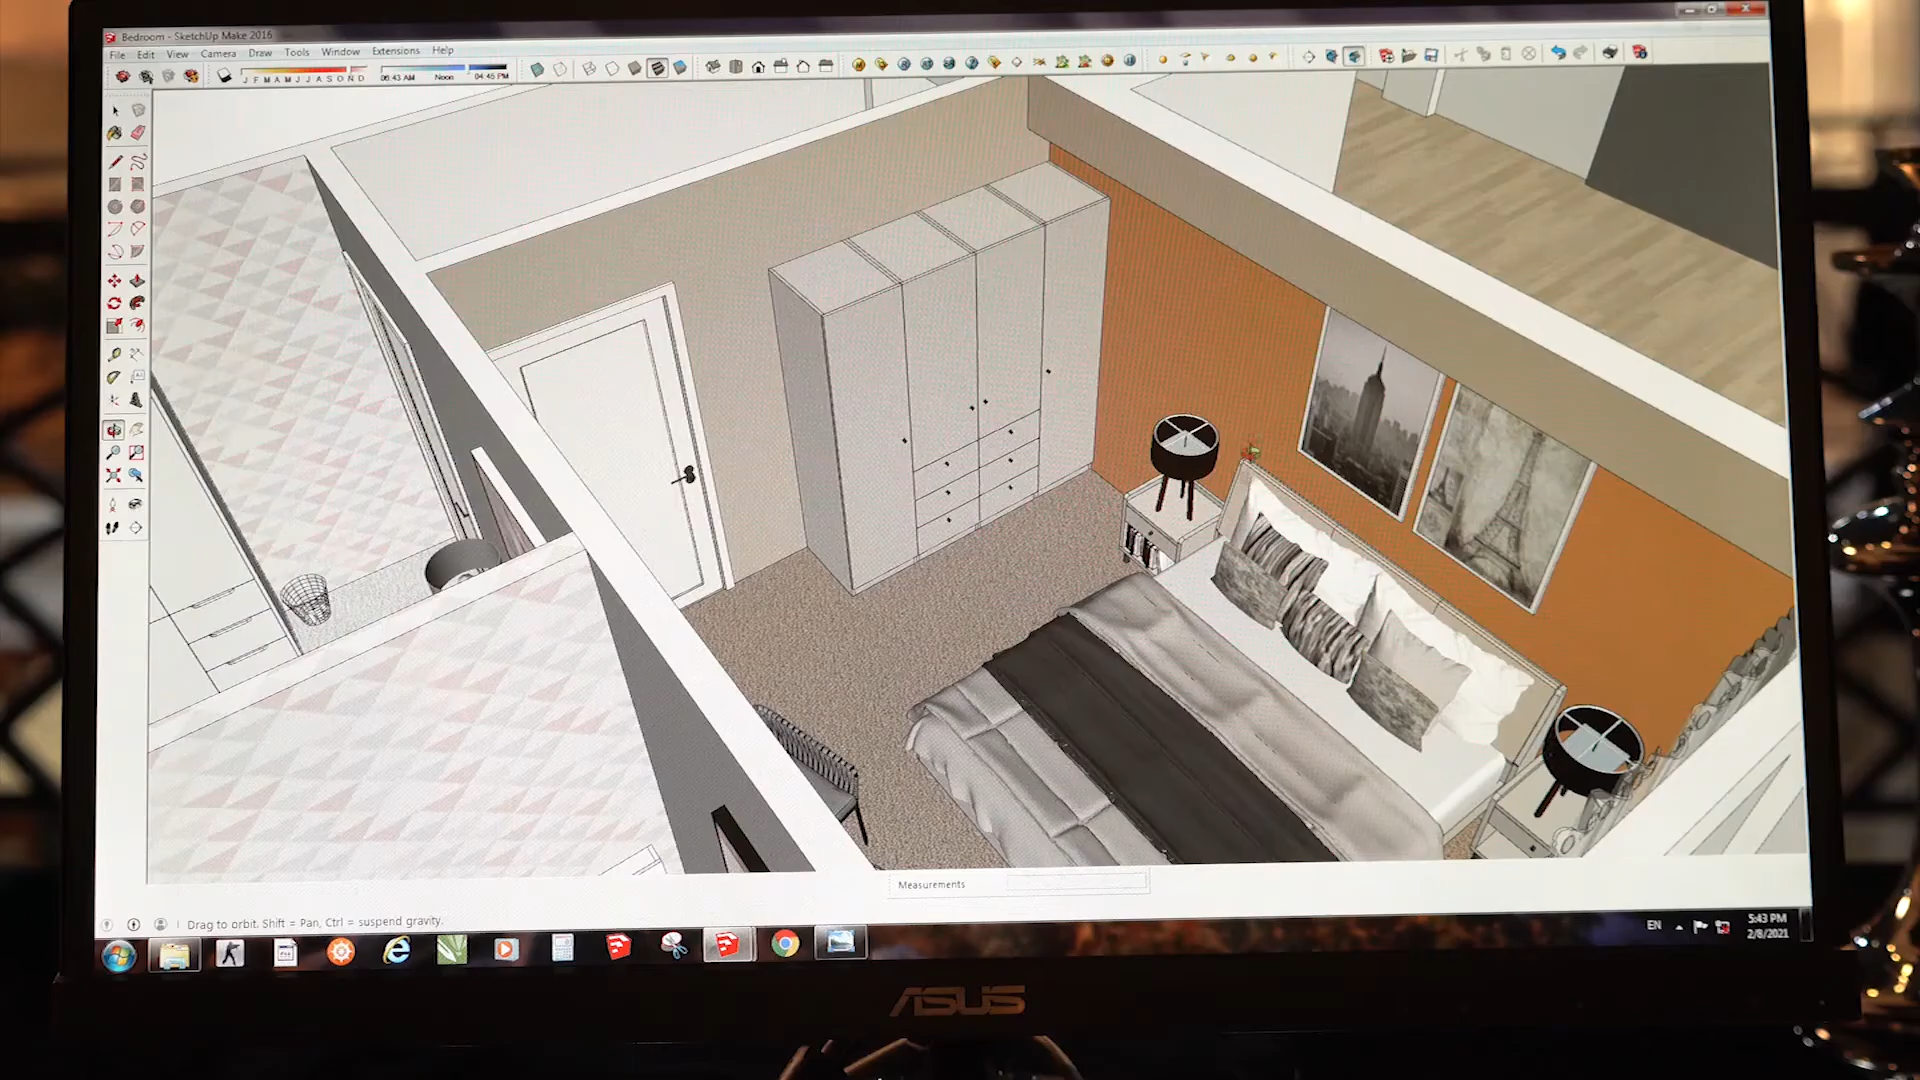 Bedroom - SketchUp Make 2016
File Edit View Camera Draw Tools Window Extensions Help
J F M A M J J A S O N D
06:43 AM Noon 04:45 PM
Measurements
Drag to orbit. Shift = Pan, Ctrl = suspend gravity.
EN
5:43 PM
2/8/2021
ASUS